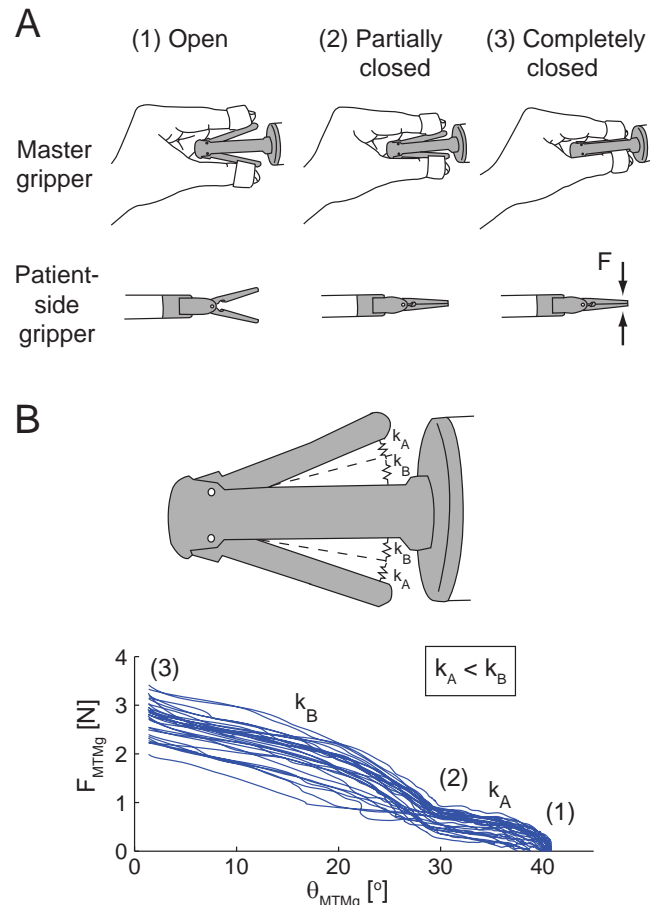 A
(1) Open
(2) Partially
closed
(3) Completely
closed
Master
gripper
Patient-
side
gripper
F
B
k_A
k_B
k_B
k_A
k_A < k_B
F_MTMg [N]
4
3
2
1
0
(3)
k_B
(2)
k_A
(1)
0 10 20 30 40
θ_MTMg [°]